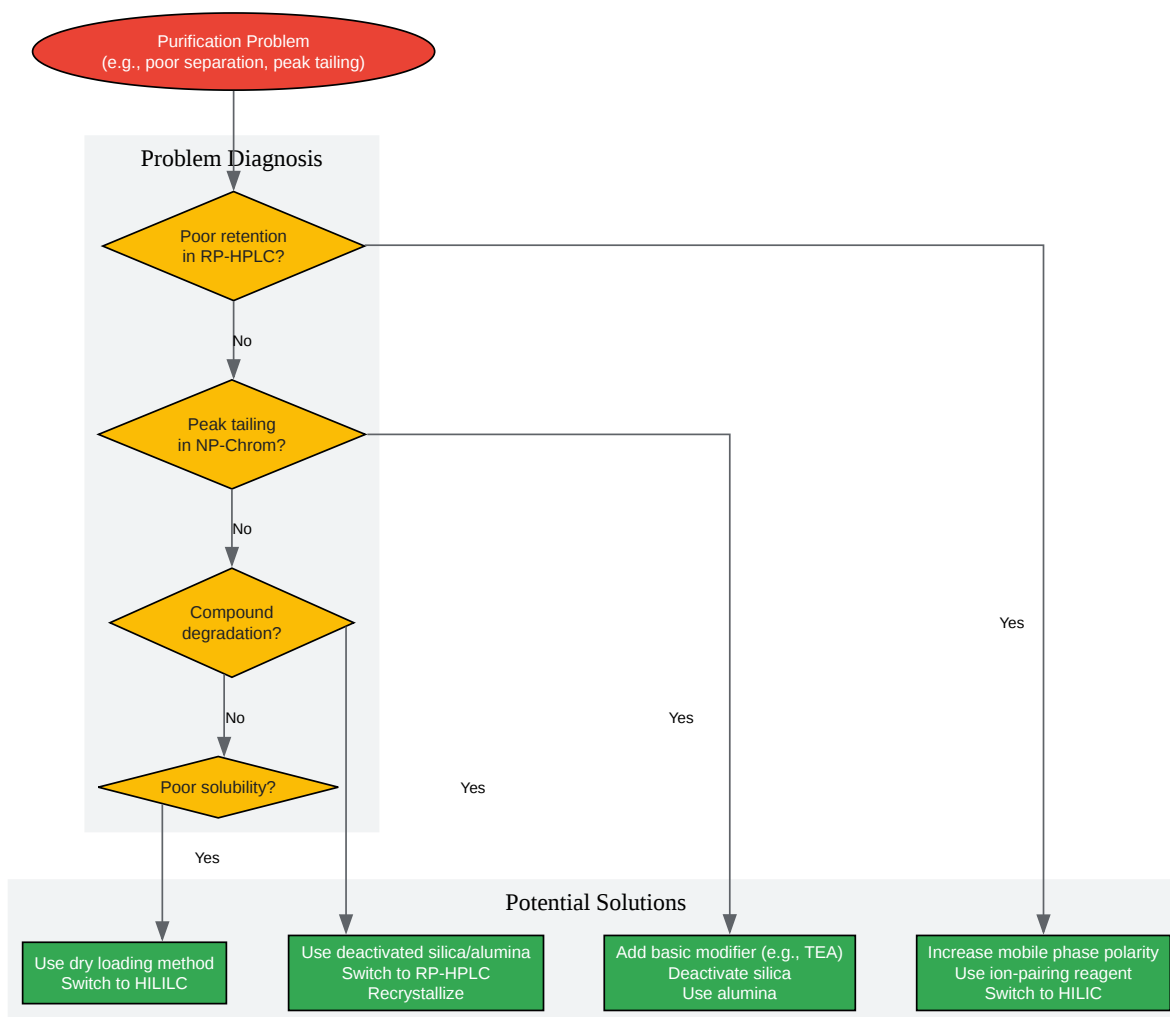 Purification Problem
(e.g., poor separation, peak tailing)
Problem Diagnosis
Poor retention
in RP-HPLC?
No
Peak tailing
in NP-Chrom?
No
Compound
degradation?
Yes
No
Yes
Poor solubility?
Yes
Yes
Potential Solutions
Use dry loading method
Switch to HILILC
Use deactivated silica/alumina
Switch to RP-HPLC
Recrystallize
Add basic modifier (e.g., TEA)
Deactivate silica
Use alumina
Increase mobile phase polarity
Use ion-pairing reagent
Switch to HILIC